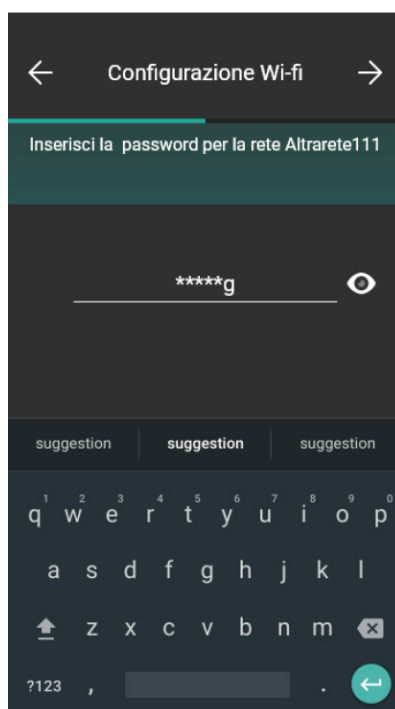 Configurazione Wi-fi
Inserisci la password per la rete Altrarete111
*****g
suggestion suggestion suggestion
1 2 3 4 5 6 7 8 9 0
q w e r t y u i o p
a s d f g h j k l
z x c v b n m
?123 , .